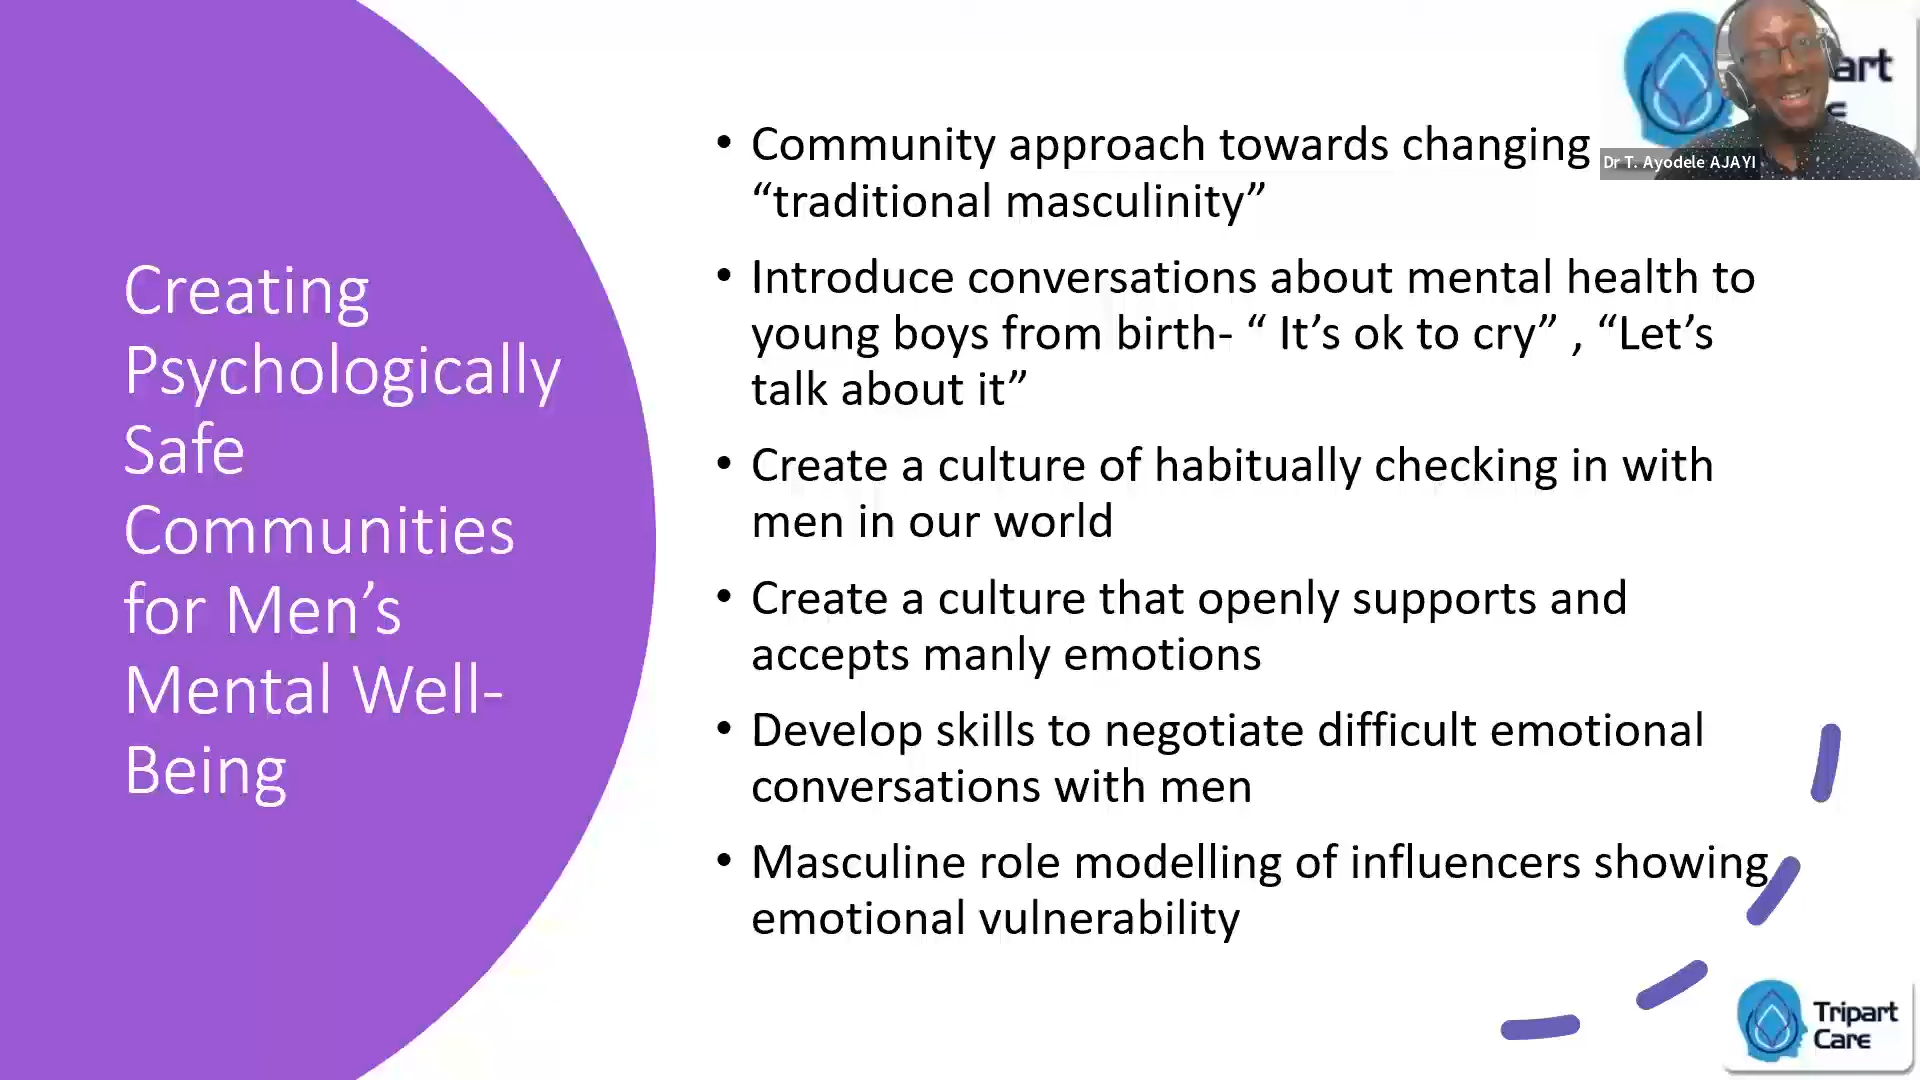 Creating
Psychologically
Safe
Communities
for Men’s
Mental Well-
Being
• Community approach towards changing
“traditional masculinity”
• Introduce conversations about mental health to
young boys from birth- “ It’s ok to cry” , “Let’s
talk about it”
• Create a culture of habitually checking in with
men in our world
• Create a culture that openly supports and
accepts manly emotions
• Develop skills to negotiate difficult emotional
conversations with men
• Masculine role modelling of influencers showing
emotional vulnerability
Dr T. Ayodele AJAYI
Tripart
Care